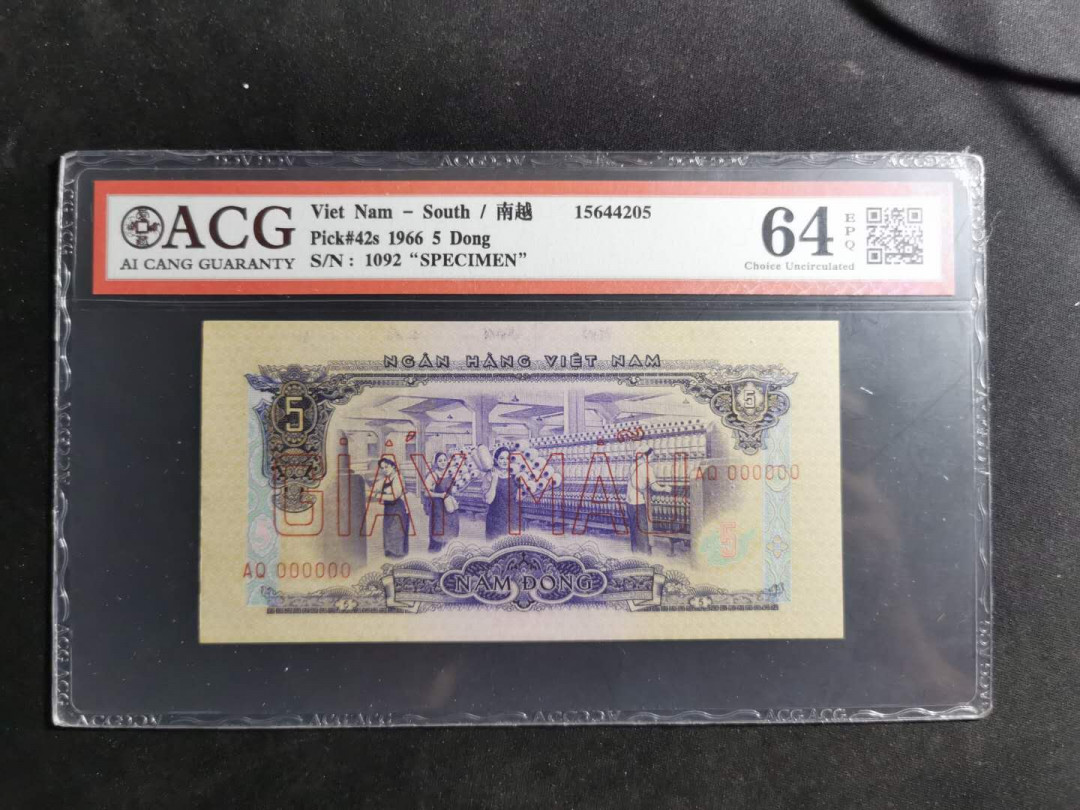 ACG
AI CANG GUARANTY
Viet Nam - South / 南越 15644205
Pick#42s 1966 5 Dong
S/N : 1092 "SPECIMEN"
64
EPQ
Choice Uncirculated
NGÂN HÀNG VIỆT NAM
5
5
GIẤY MẪU
AQ 000000
5
AQ 000000
NĂM ĐỒNG